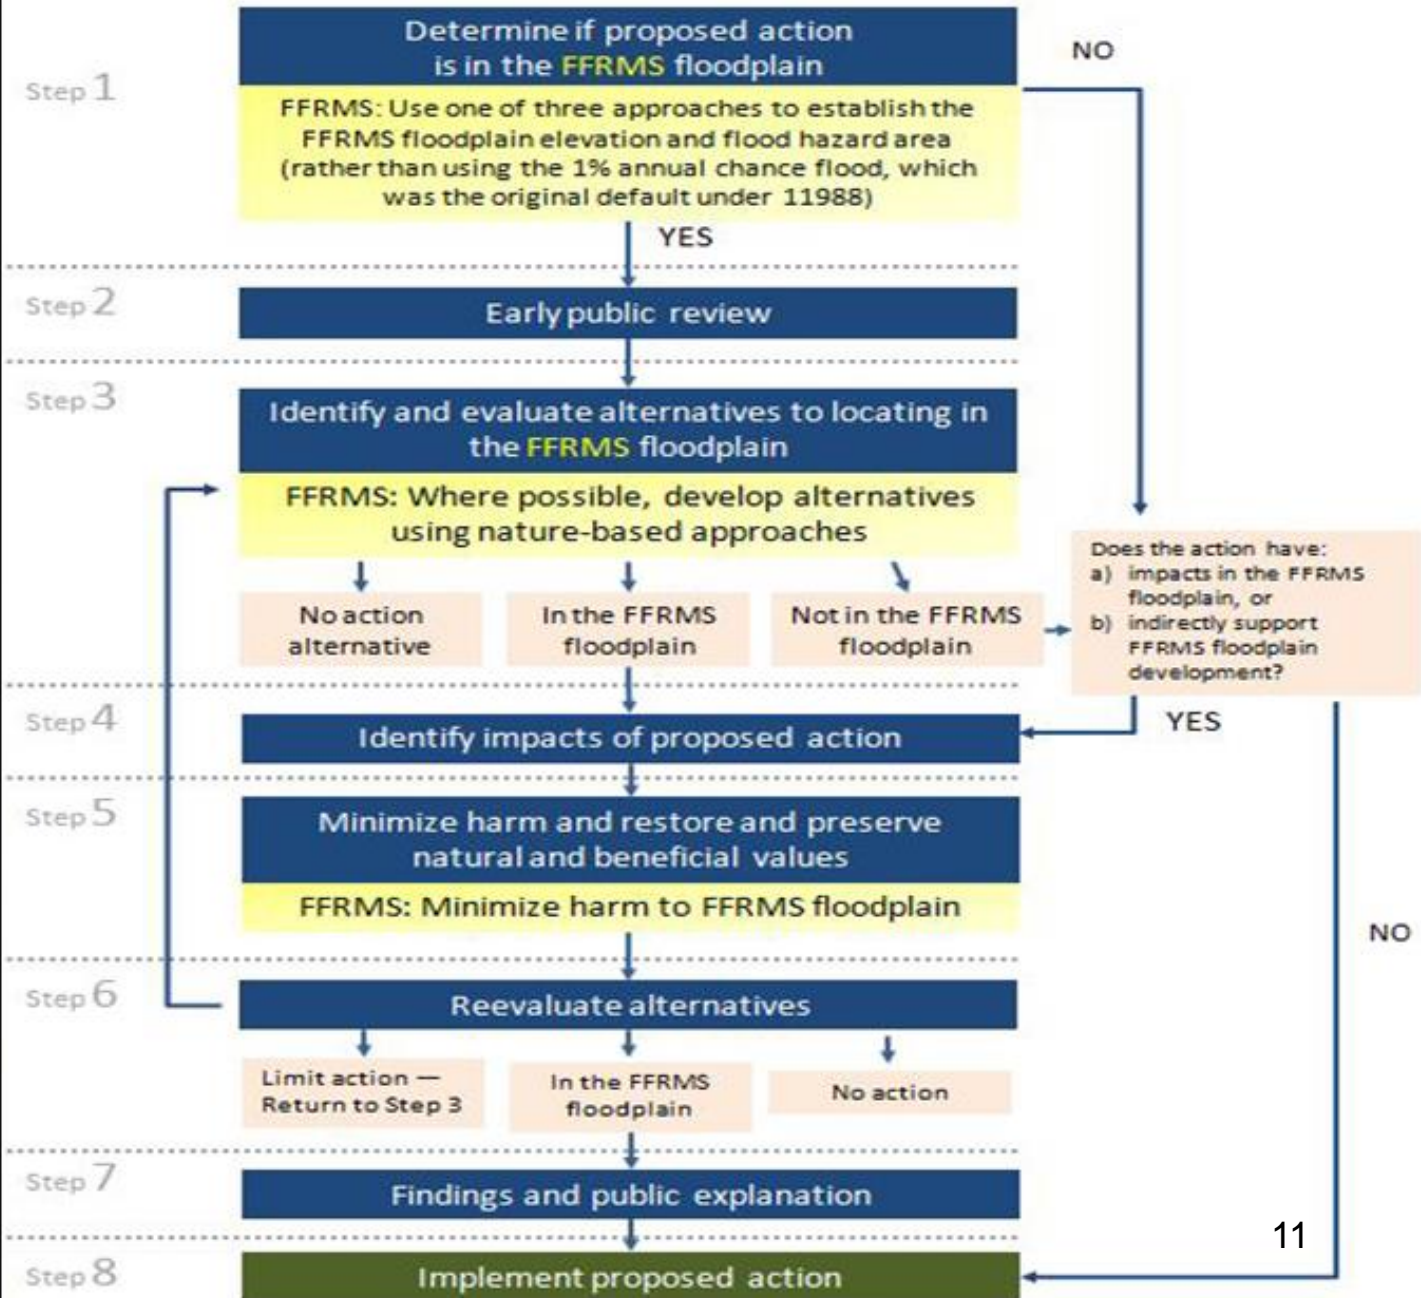 Determine if proposed action
is in the FFRMS floodplain
NO
Step 1
FFRMS: Use one of three approaches to establish the
FFRMS floodplain elevation and flood hazard area
(rather than using the 1% annual chance flood, which
was the original default under 11988)
YES
Step 2
Early public review
Step 3
Identify and evaluate alternatives to locating in
the FFRMS floodplain
FFRMS: Where possible, develop alternatives
using nature-based approaches
No action
alternative
In the FFRMS
floodplain
Not in the FFRMS
floodplain
Does the action have:
a) impacts in the FFRMS
floodplain, or
b) indirectly support
FFRMS floodplain
development?
Step 4
Identify impacts of proposed action
YES
Step 5
Minimize harm and restore and preserve
natural and beneficial values
FFRMS: Minimize harm to FFRMS floodplain
NO
Step 6
Reevaluate alternatives
Limit action —
Return to Step 3
In the FFRMS
floodplain
No action
Step 7
Findings and public explanation
11
Step 8
Implement proposed action